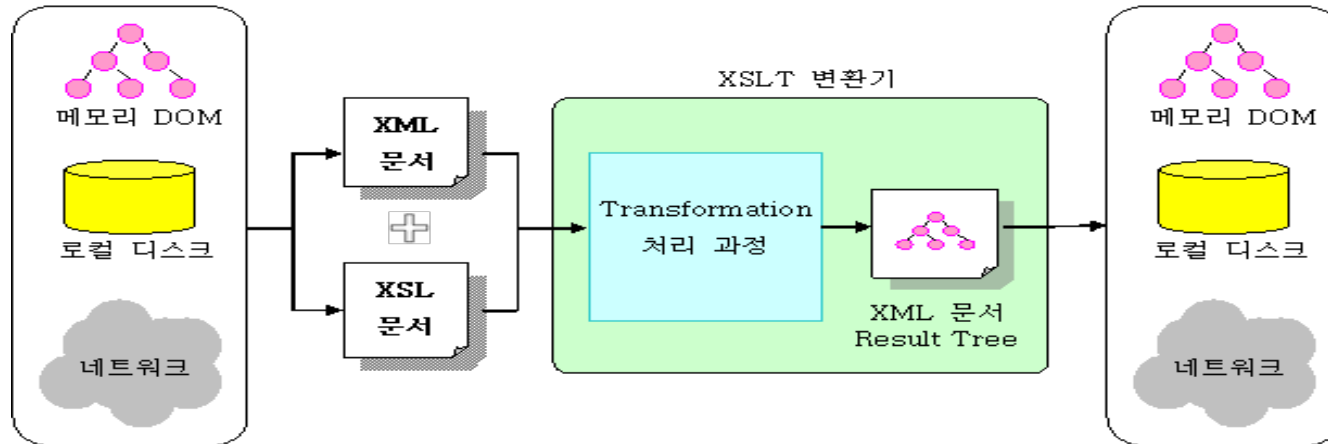 메모리 DOM
로컬 디스크
네트워크
XML
문서
XSL
문서
XSLT 변환기
Transformation
처리 과정
XML 문서
Result Tree
메모리 DOM
로컬 디스크
네트워크